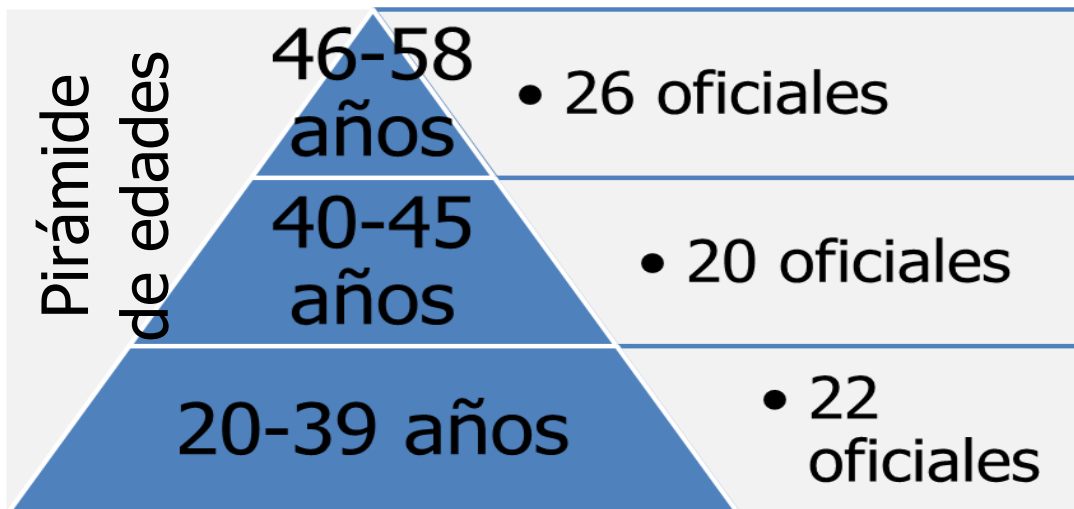 Pirámide
de edades
46-58
años
• 26 oficiales
40-45
años
• 20 oficiales
20-39 años
• 22
oficiales